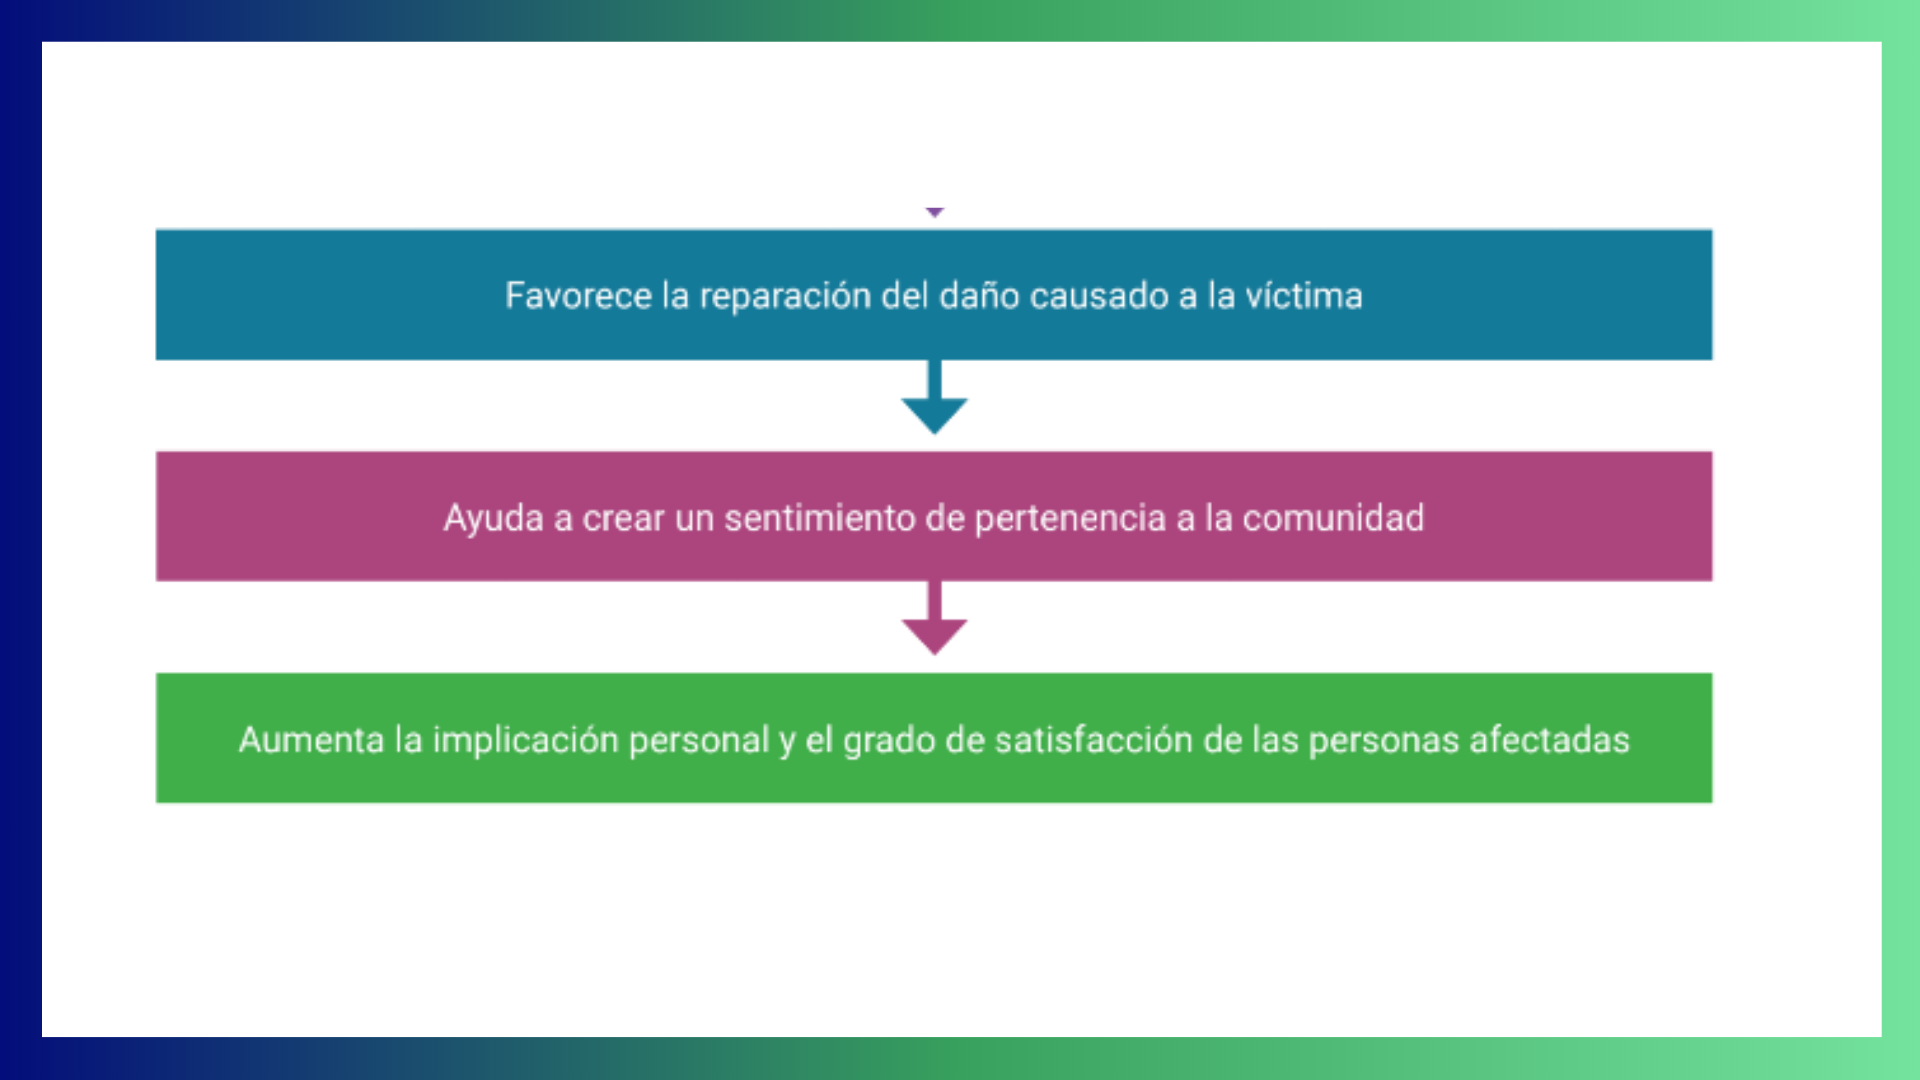 Favorece la reparación del daño causado a la víctima
Ayuda a crear un sentimiento de pertenencia a la comunidad
Aumenta la implicación personal y el grado de satisfacción de las personas afectadas